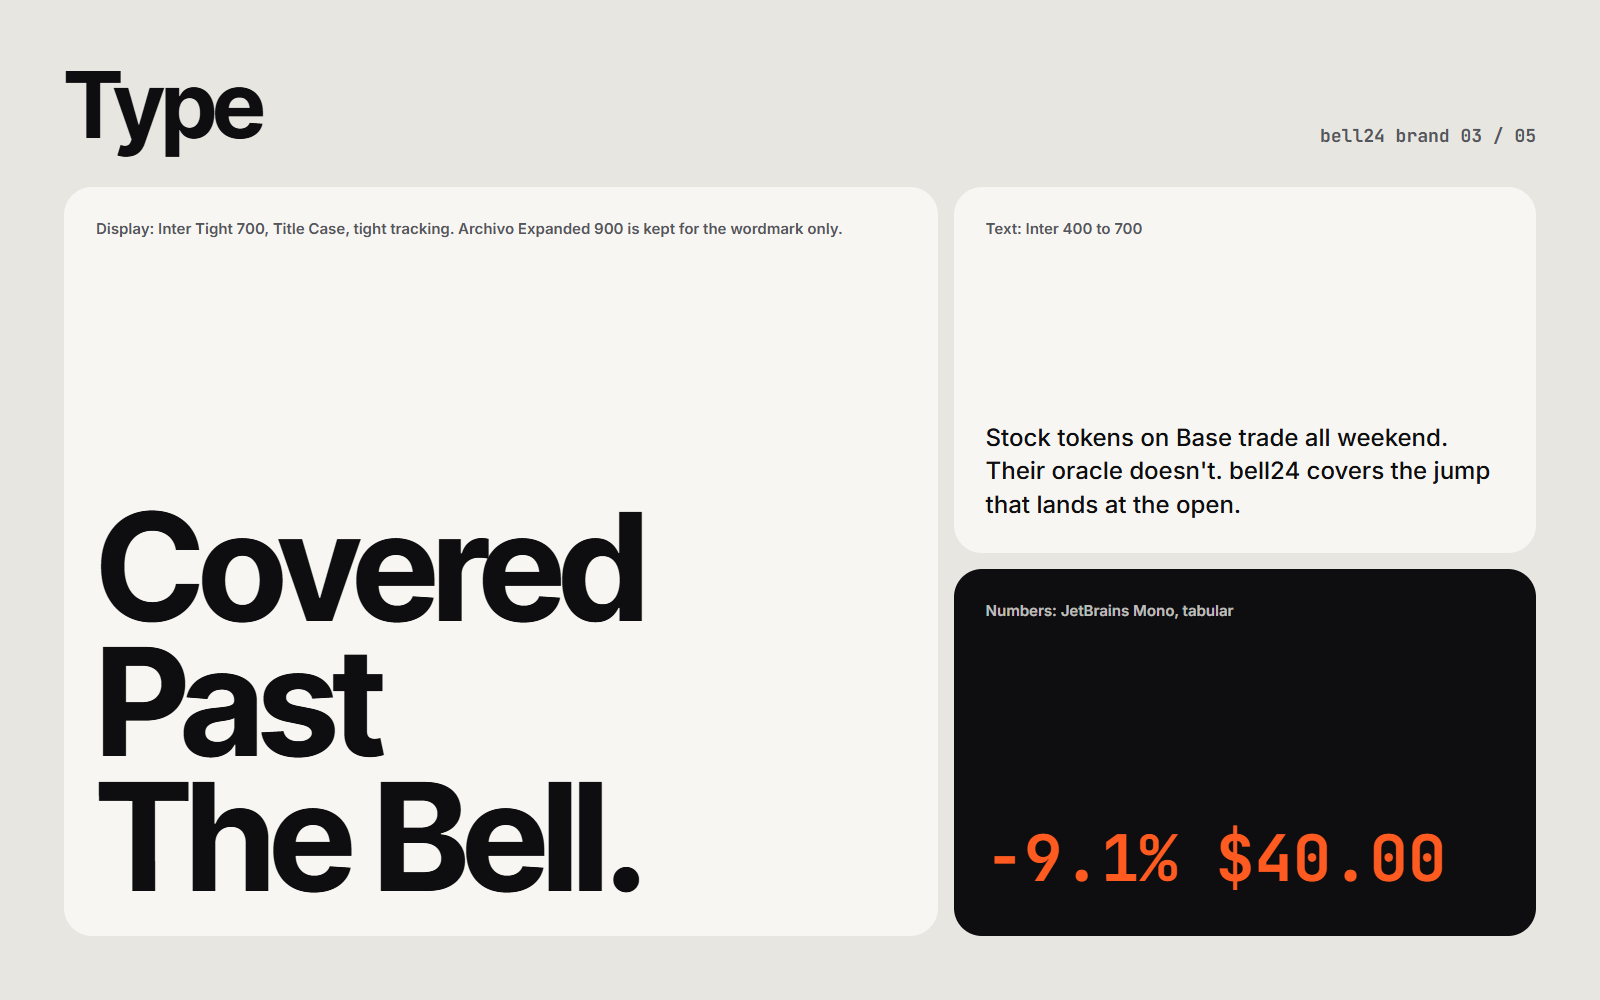 Type
bell24 brand 03 / 05
Display: Inter Tight 700, Title Case, tight tracking. Archivo Expanded 900 is kept for the wordmark only.
Covered
Past
The Bell.
Text: Inter 400 to 700
Stock tokens on Base trade all weekend.
Their oracle doesn't. bell24 covers the jump
that lands at the open.
Numbers: JetBrains Mono, tabular
-9.1% $40.00